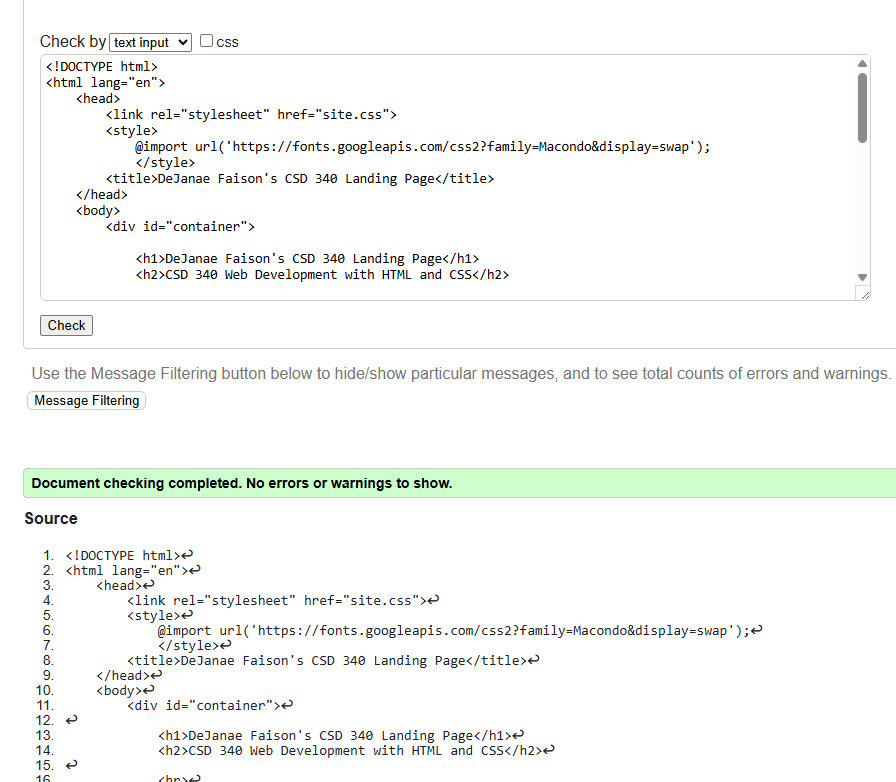 Check by text input css
<!DOCTYPE html>
<html lang="en">
    <head>
        <link rel="stylesheet" href="site.css">
        <style>
            @import url('https://fonts.googleapis.com/css2?family=Macondo&display=swap');
            </style>
        <title>DeJanae Faison's CSD 340 Landing Page</title>
    </head>
    <body>
        <div id="container">
            <h1>DeJanae Faison's CSD 340 Landing Page</h1>
            <h2>CSD 340 Web Development with HTML and CSS</h2>
Check
Use the Message Filtering button below to hide/show particular messages, and to see total counts of errors and warnings.
Message Filtering
Document checking completed. No errors or warnings to show.
Source
1. <!DOCTYPE html>↩
2. <html lang="en">↩
3.     <head>↩
4.         <link rel="stylesheet" href="site.css">↩
5.         <style>↩
6.             @import url('https://fonts.googleapis.com/css2?family=Macondo&display=swap');↩
7.             </style>↩
8.         <title>DeJanae Faison's CSD 340 Landing Page</title>↩
9.     </head>↩
10.     <body>↩
11.         <div id="container">↩
12. ↩
13.             <h1>DeJanae Faison's CSD 340 Landing Page</h1>↩
14.             <h2>CSD 340 Web Development with HTML and CSS</h2>↩
15. ↩
16.             <hr>↩